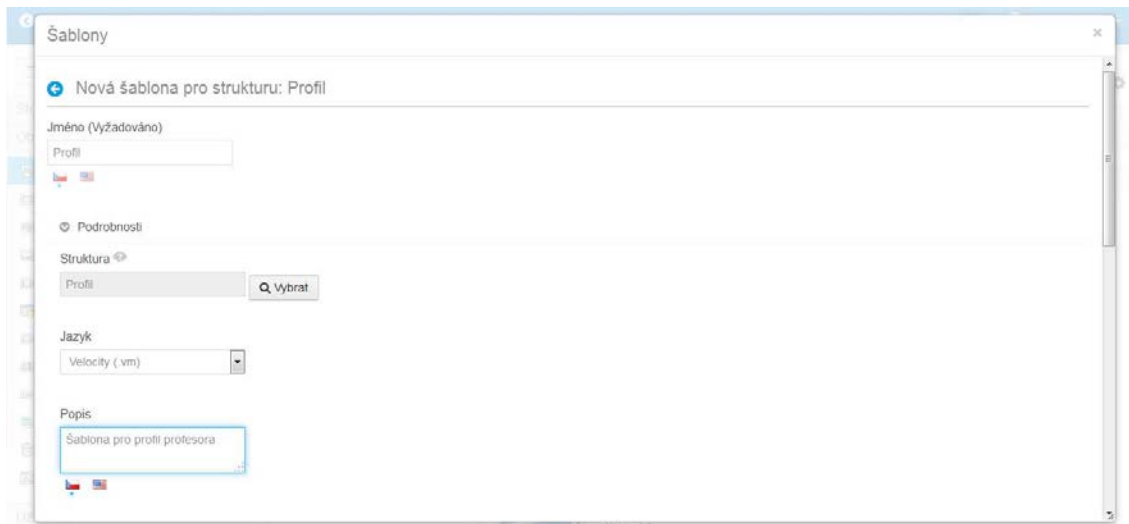 Šablony
Nová šablona pro strukturu: Profil
Jméno (Vyžadováno)
Profil
Podrobnosti
Struktura
Profil
Vybrat
Jazyk
Velocity (.vm)
Popis
Šablona pro profil profesora